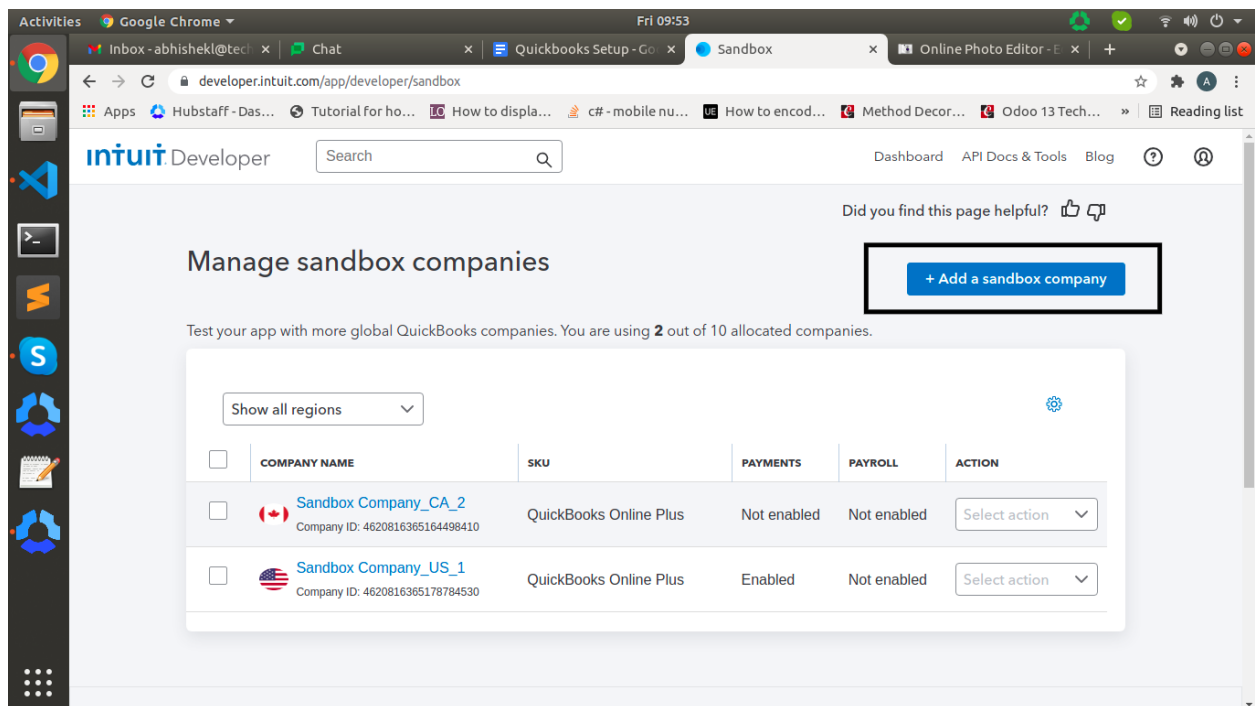 Activities Google Chrome Fri 09:53
Inbox - abhishekl@tech Chat Quickbooks Setup - Go Sandbox Online Photo Editor - E
developer.intuit.com/app/developer/sandbox A
Apps Hubstaff - Das... Tutorial for ho... How to displa... c# - mobile nu... How to encod... Method Decor... Odoo 13 Tech... » Reading list
INTUIT Developer Search Dashboard API Docs & Tools Blog
Did you find this page helpful?
Manage sandbox companies
+ Add a sandbox company
Test your app with more global QuickBooks companies. You are using 2 out of 10 allocated companies.
Show all regions
COMPANY NAME SKU PAYMENTS PAYROLL ACTION
Sandbox Company_CA_2
Company ID: 4620816365164498410
QuickBooks Online Plus Not enabled Not enabled Select action
Sandbox Company_US_1
Company ID: 4620816365178784530
QuickBooks Online Plus Enabled Not enabled Select action